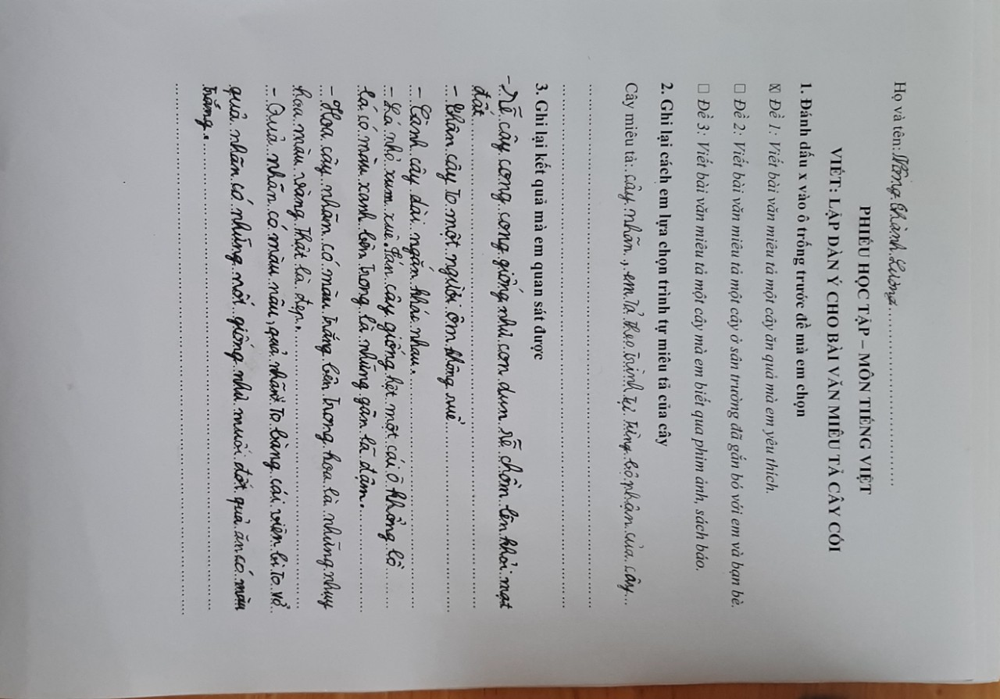 Họ và tên: Nông Thành Lương
PHIẾU HỌC TẬP – MÔN TIẾNG VIỆT
VIẾT: LẬP DÀN Ý CHO BÀI VĂN MIÊU TẢ CÂY CỐI
1. Đánh dấu x vào ô trống trước đề mà em chọn
☒ Đề 1: Viết bài văn miêu tả một cây ăn quả mà em yêu thích.
☐ Đề 2: Viết bài văn miêu tả một cây ở sân trường đã gắn bó với em và bạn bè.
☐ Đề 3: Viết bài văn miêu tả một cây mà em biết qua phim ảnh, sách báo.
2. Ghi lại cách em lựa chọn trình tự miêu tả của cây
Cây miêu tả: cây nhãn, em tả theo trình tự từng bộ phận của cây
3. Ghi lại kết quả mà em quan sát được
- Rễ cây cong cong giống như con dun rễ chồm lên khỏi mạt
đất
- thân cây to một người ôm không xuể
- Cành cây dài ngắn khác nhau.
- Lá nhỏ xum xuê. Tán cây giống hệt một cái ô khổng lồ
lá có màu xanh bên trong là những gân lá đậm.
- Hoa cây nhãn có màu trắng bên trong hoa là những nhuỵ
hoa màu vàng thật là đẹp.
- Quả nhãn có màu nâu, quả nhãn to bằng cái viên bi to vỏ
quả nhãn có những nốt giống như muỗi đốt quả ăn có màu
trắng.